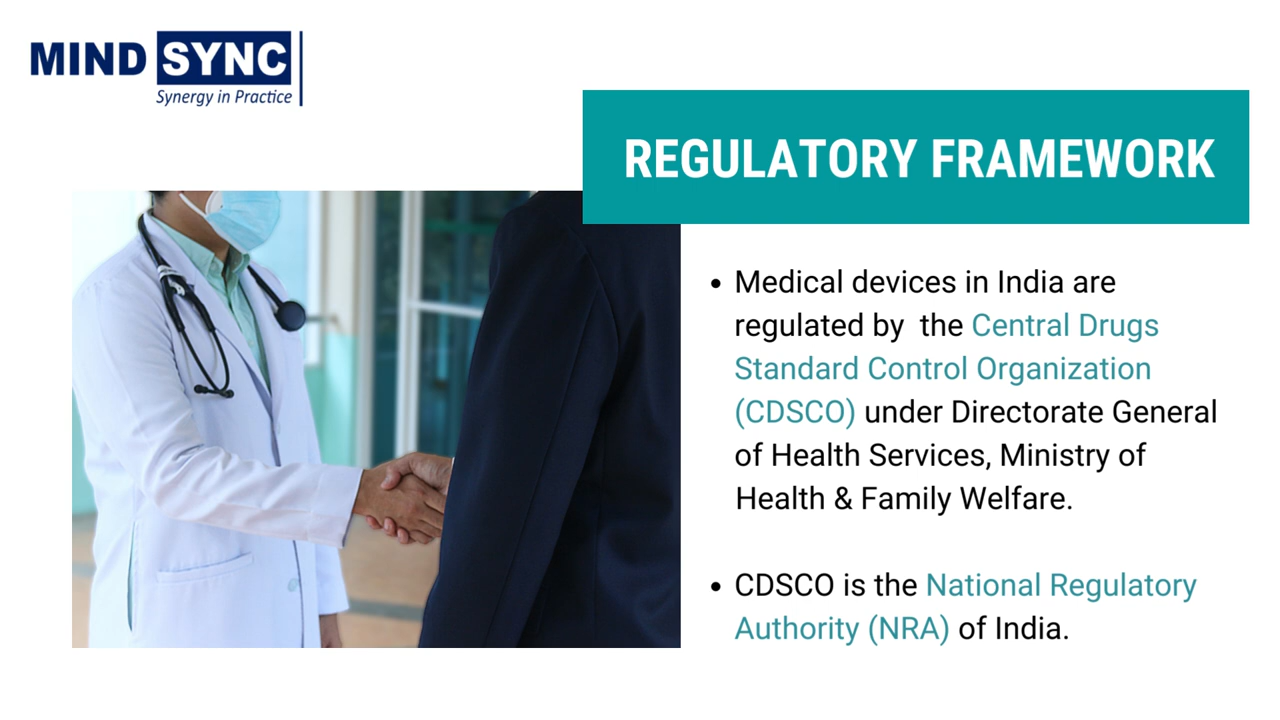 MIND SYNC
Synergy in Practice
REGULATORY FRAMEWORK
• Medical devices in India are
regulated by  the Central Drugs
Standard Control Organization
(CDSCO) under Directorate General
of Health Services, Ministry of
Health & Family Welfare.
• CDSCO is the National Regulatory
Authority (NRA) of India.